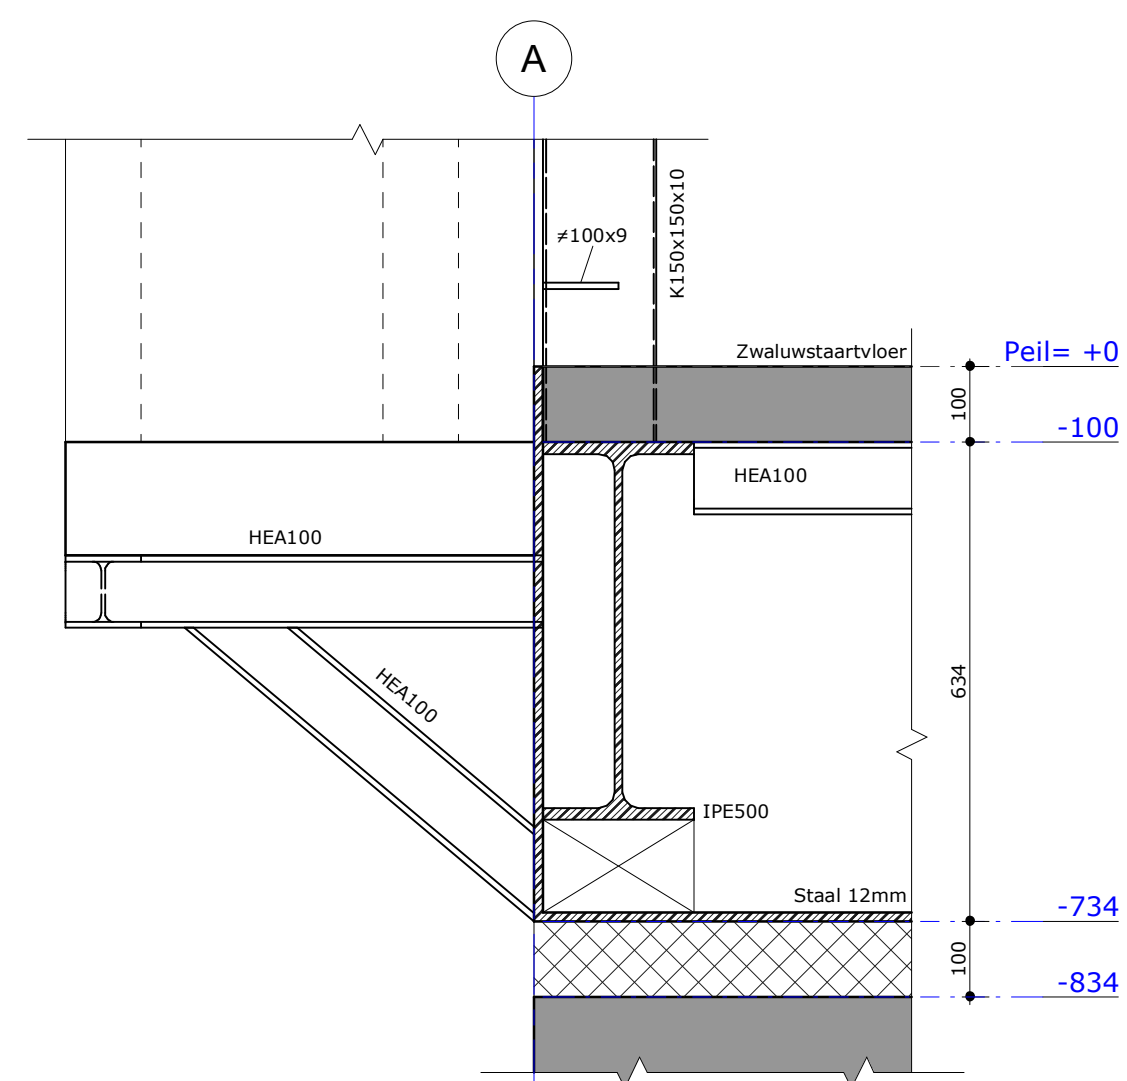 A
≠100x9
K150x150x10
Zwaluwstaartvloer
Peil= +0
100
-100
HEA100
HEA100
634
HEA100
IPE500
Staal 12mm
-734
100
-834